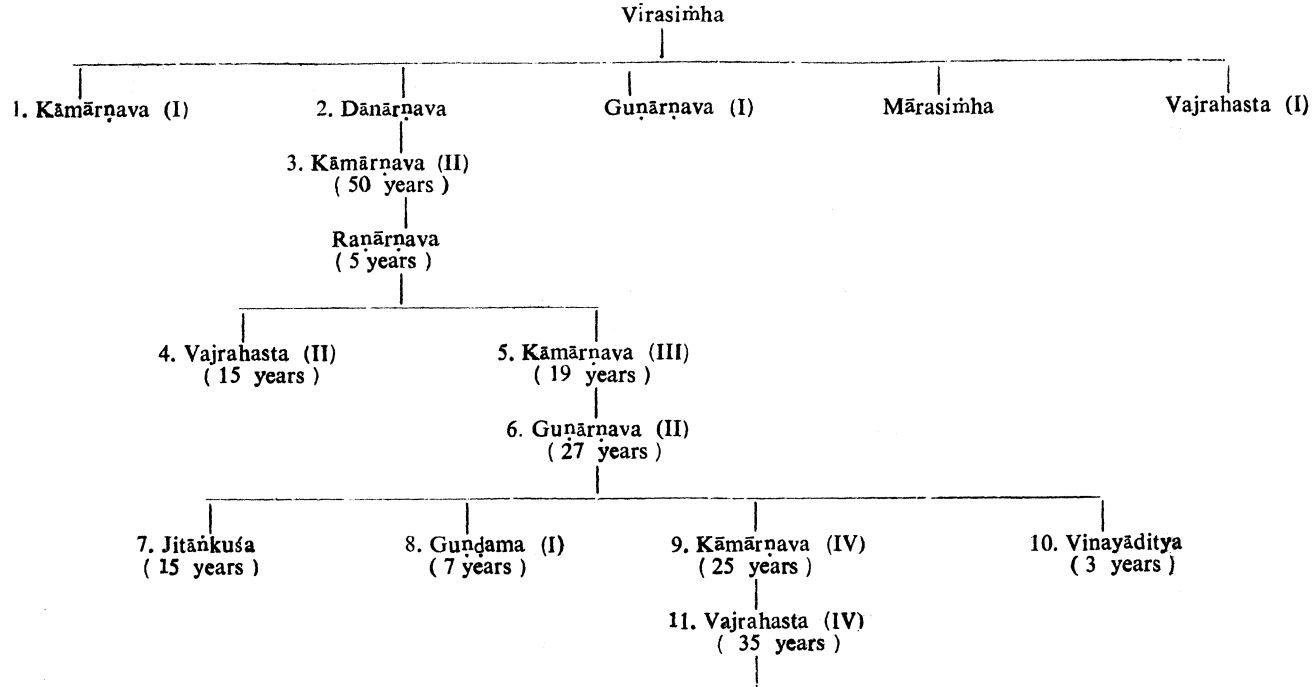 Vīrasiṁha
1. Kāmārṇava (I) 2. Dānārṇava Guṇārṇava (I) Mārasiṁha Vajrahasta (I)
3. Kāmārṇava (II)
( 50 years )
Raṇārṇava
( 5 years )
4. Vajrahasta (II) 5. Kāmārṇava (III)
( 15 years ) ( 19 years )
6. Guṇārṇava (II)
( 27 years )
7. Jitāṅkuśa 8. Guṇḍama (I) 9. Kāmārṇava (IV) 10. Vinayāditya
( 15 years ) ( 7 years ) ( 25 years ) ( 3 years )
11. Vajrahasta (IV)
( 35 years )